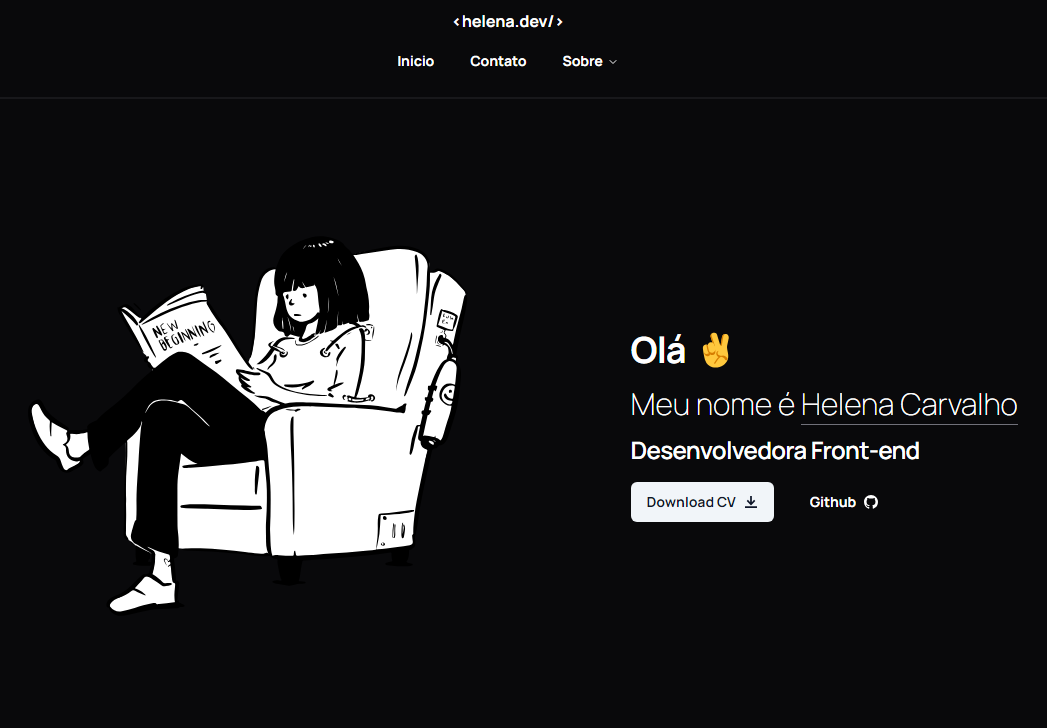 <helena.dev/>
Inicio Contato Sobre
NEW
BEGINNING
Olá ✌
Meu nome é Helena Carvalho
Desenvolvedora Front-end
Download CV Github